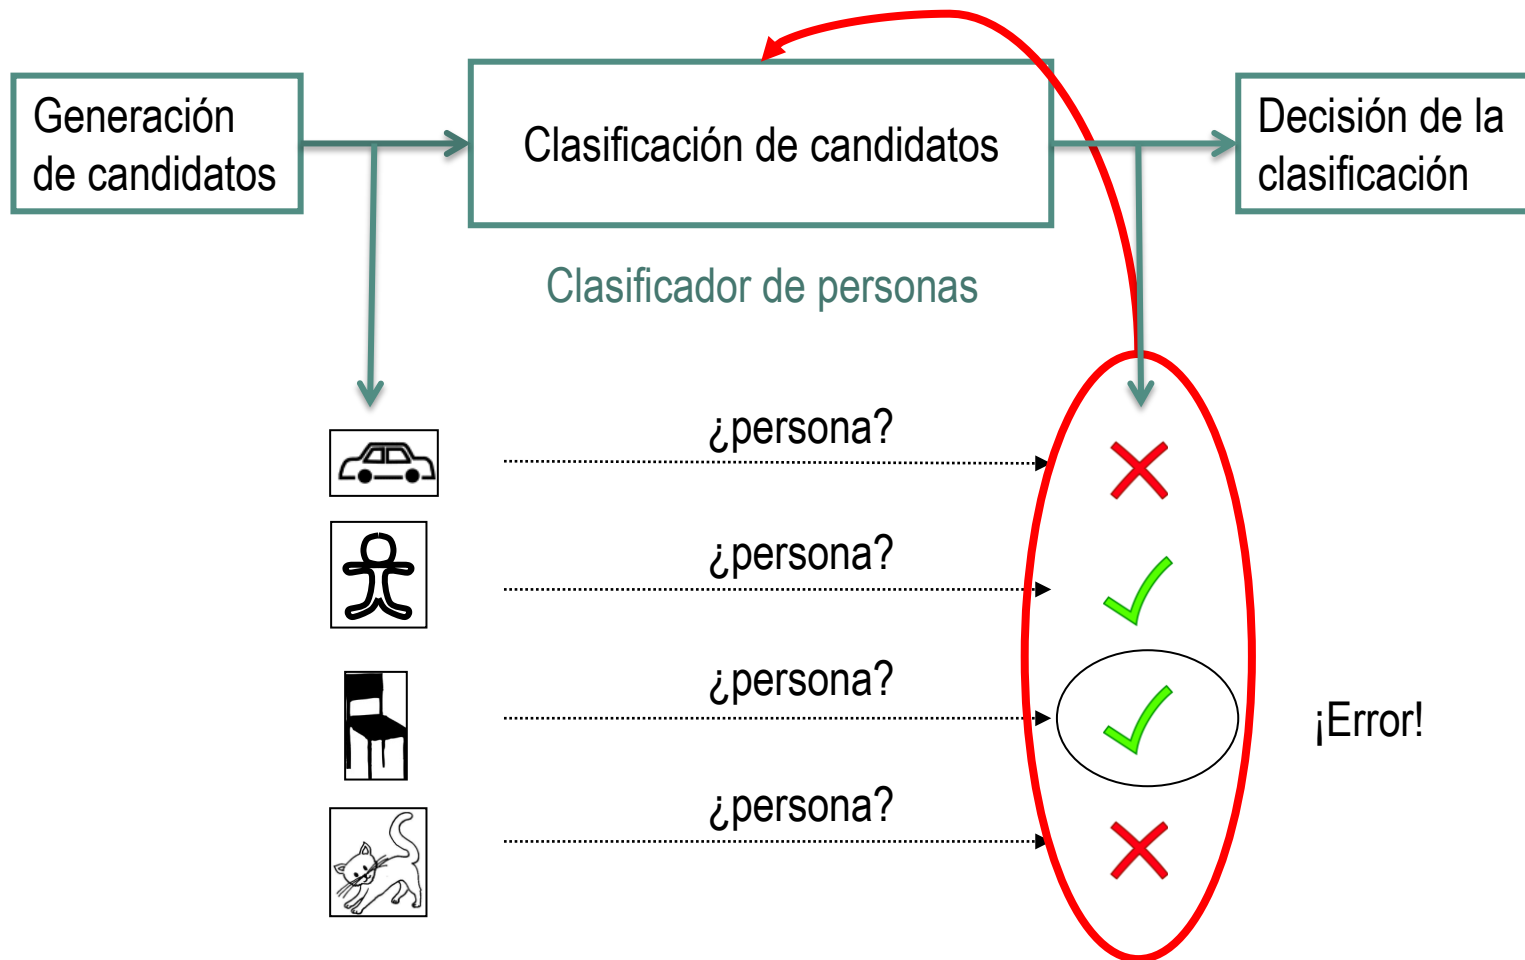 Generación
de candidatos
Clasificación de candidatos
Decisión de la
clasificación
Clasificador de personas
¿persona?
¿persona?
¿persona?
¡Error!
¿persona?